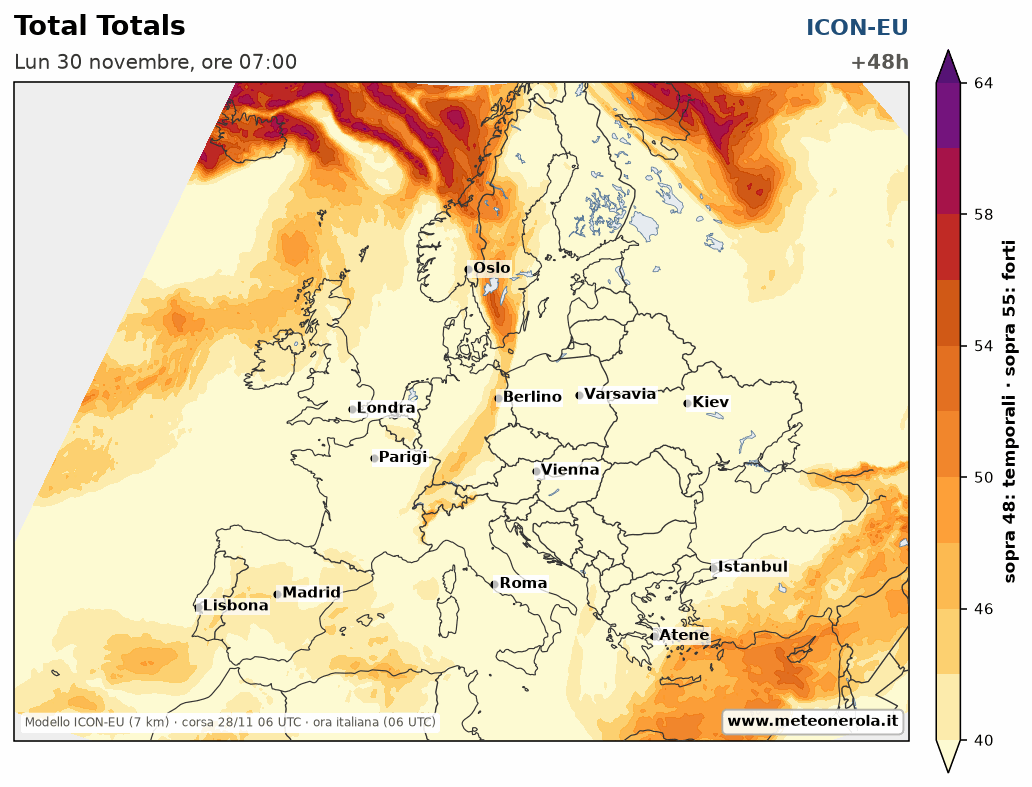 Total Totals
ICON-EU
Lun 30 novembre, ore 07:00
+48h
64
58
54
50
46
40
sopra 48: temporali · sopra 55: forti
Oslo
Berlino
Varsavia
Kiev
Londra
Parigi
Vienna
Istanbul
Roma
Madrid
Lisbona
Atene
Modello ICON-EU (7 km) · corsa 28/11 06 UTC · ora italiana (06 UTC)
www.meteonerola.it